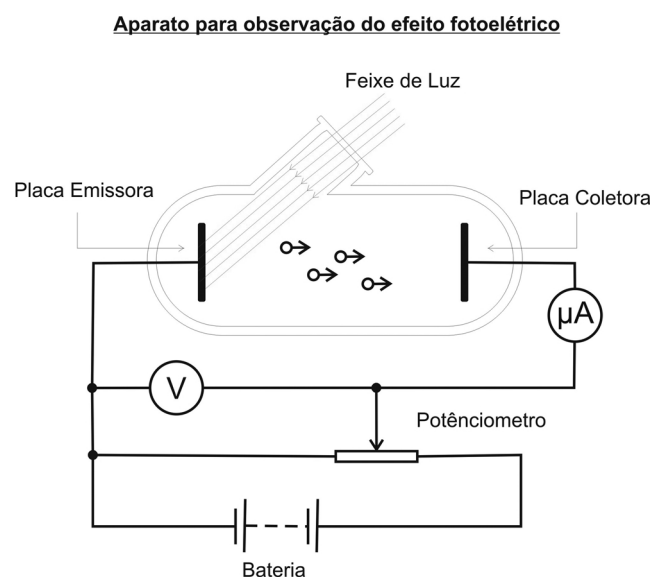 Aparato para observação do efeito fotoelétrico
Feixe de Luz
Placa Emissora
Placa Coletora
µA
V
Potênciometro
Bateria